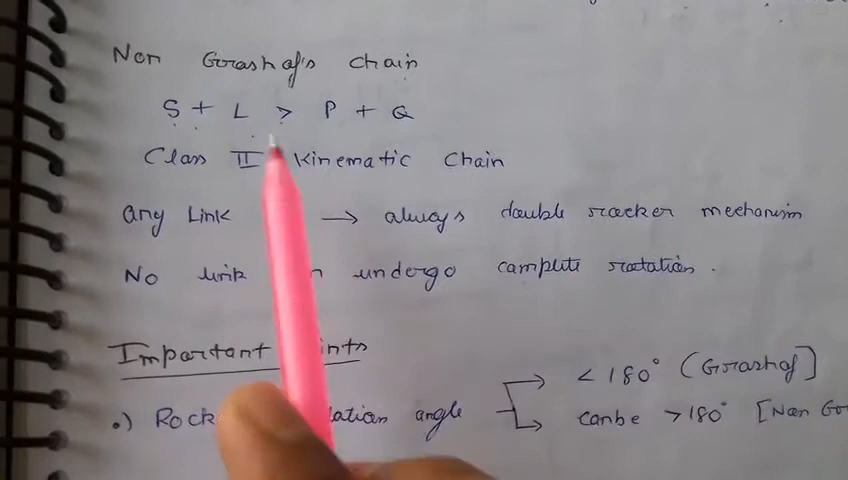 Non Grashof's chain
S + L > P + Q
Class II Kinematic Chain
any Link → always double rocker mechanism
No link undergo complete rotation .
Important
•) angle < 180° (Grashof)
canbe > 180° [Non